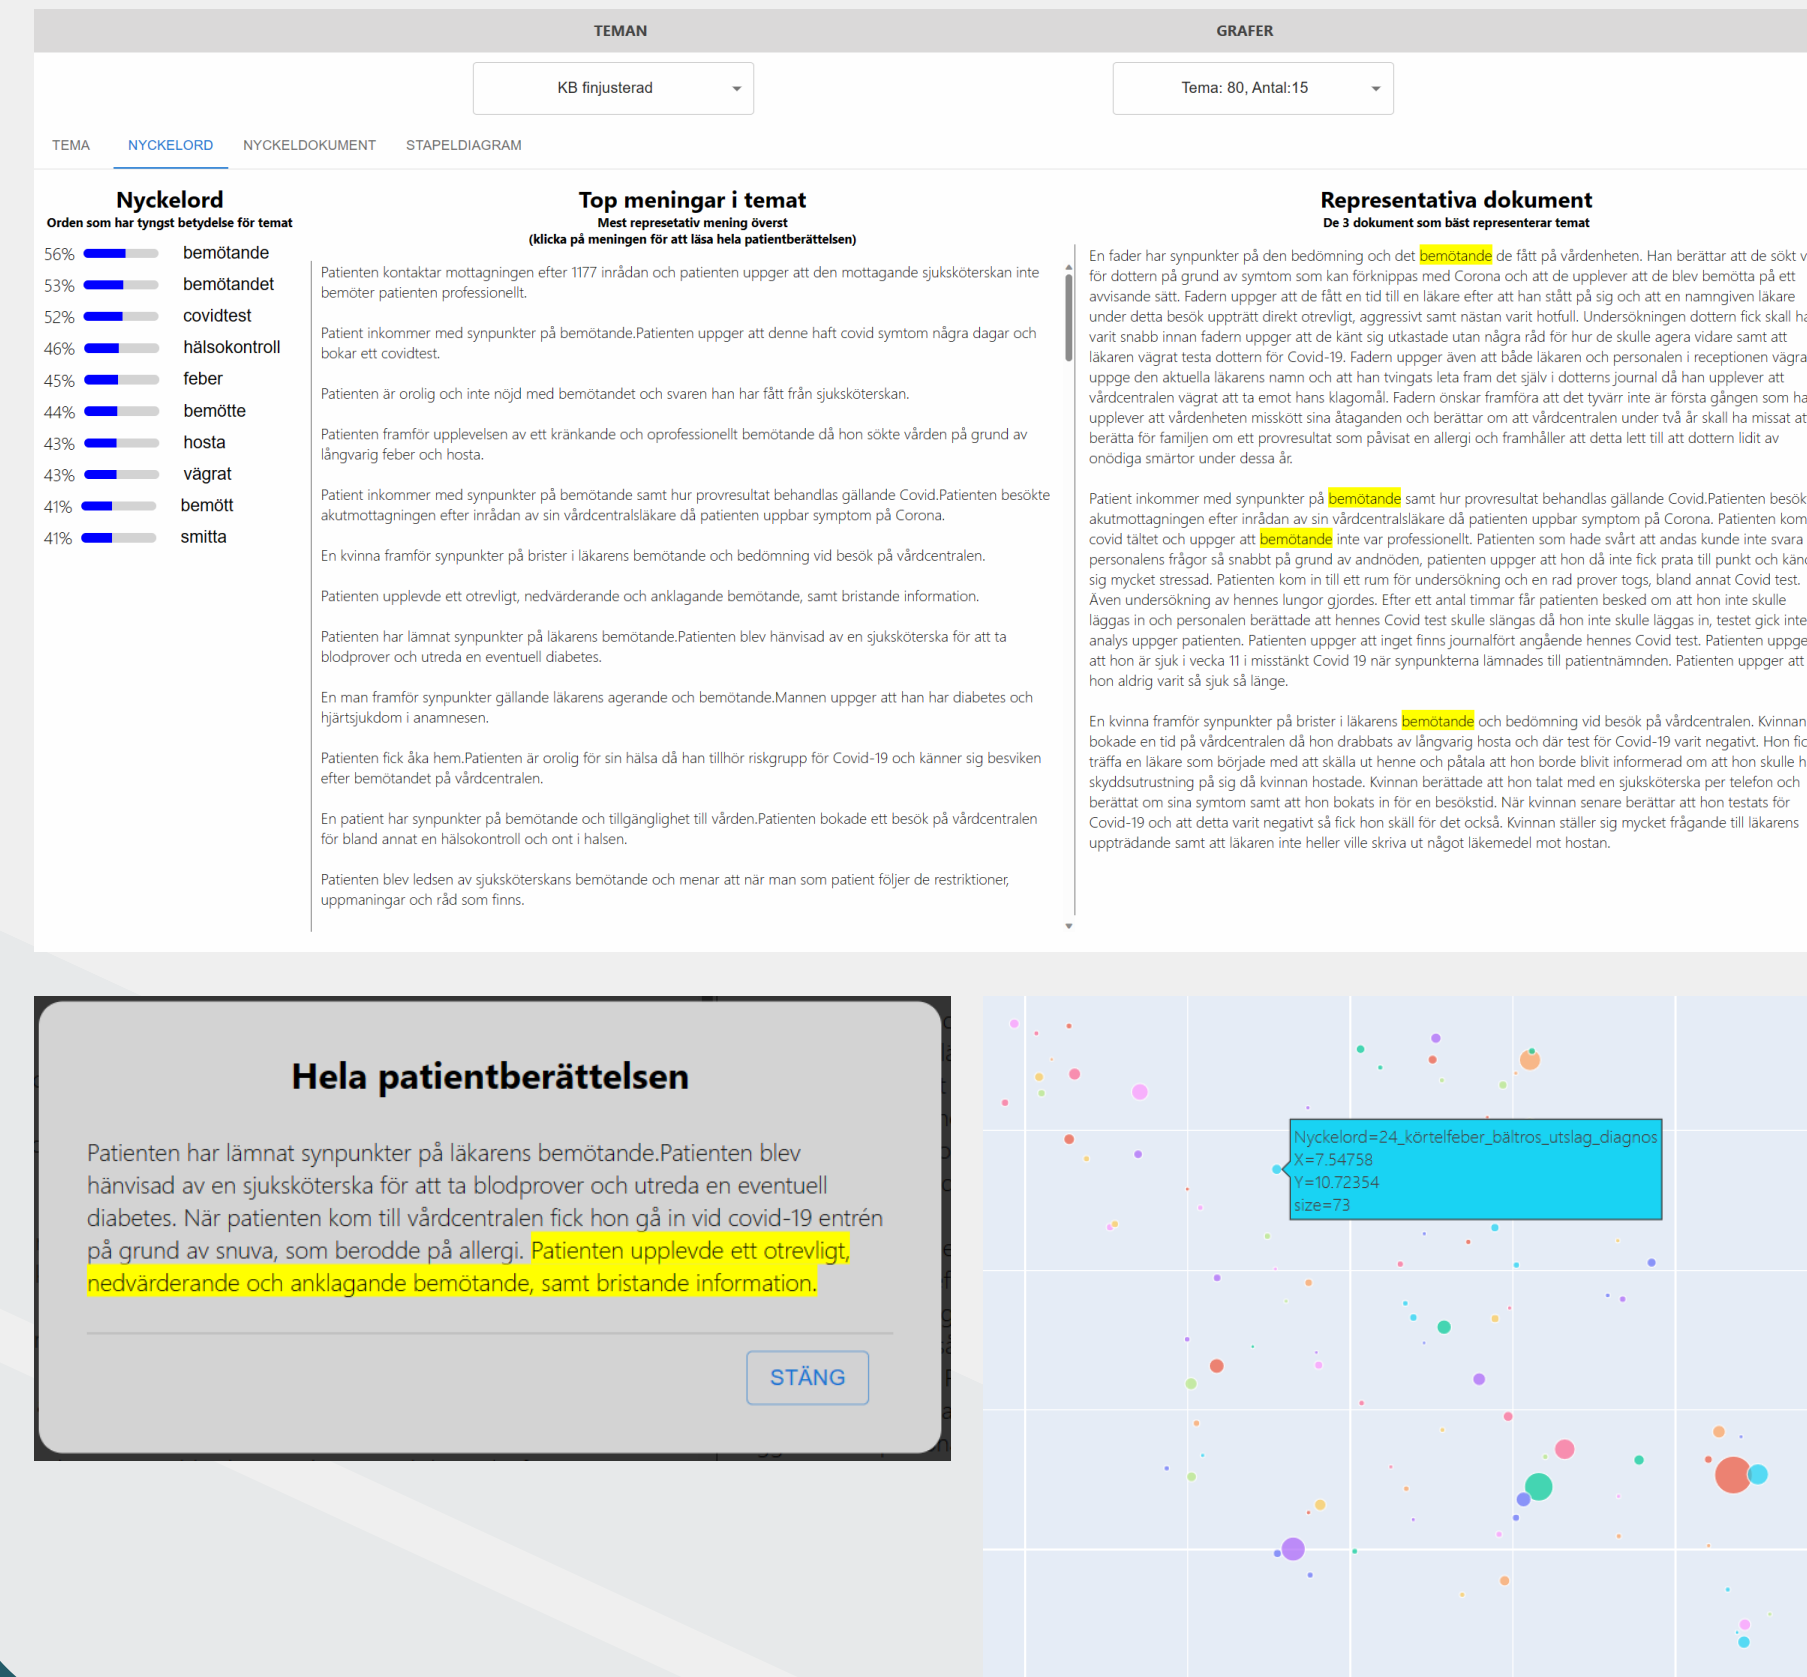 TEMAN
GRAFER
KB finjusterad
Tema: 80, Antal:15
TEMA
NYCKELORD
NYCKELDOKUMENT
STAPELDIAGRAM
Nyckelord
Orden som har tyngst betydelse för temat
56% bemötande
53% bemötandet
52% covidtest
46% hälsokontroll
45% feber
44% bemötte
43% hosta
43% vägrat
41% bemött
41% smitta
Top meningar i temat
Mest represetativ mening överst
(klicka på meningen för att läsa hela patientberättelsen)
Patienten kontaktar mottagningen efter 1177 inrådan och patienten uppger att den mottagande sjuksköterskan inte
bemöter patienten professionellt.
Patient inkommer med synpunkter på bemötande.Patienten uppger att denne haft covid symtom några dagar och
bokar ett covidtest.
Patienten är orolig och inte nöjd med bemötandet och svaren han har fått från sjuksköterskan.
Patienten framför upplevelsen av ett kränkande och oprofessionellt bemötande då hon sökte vården på grund av
långvarig feber och hosta.
Patient inkommer med synpunkter på bemötande samt hur provresultat behandlas gällande Covid.Patienten besökte
akutmottagningen efter inrådan av sin vårdcentralsläkare då patienten uppbar symptom på Corona.
En kvinna framför synpunkter på brister i läkarens bemötande och bedömning vid besök på vårdcentralen.
Patienten upplevde ett otrevligt, nedvärderande och anklagande bemötande, samt bristande information.
Patienten har lämnat synpunkter på läkarens bemötande.Patienten blev hänvisad av en sjuksköterska för att ta
blodprover och utreda en eventuell diabetes.
En man framför synpunkter gällande läkarens agerande och bemötande.Mannen uppger att han har diabetes och
hjärtsjukdom i anamnesen.
Patienten fick åka hem.Patienten är orolig för sin hälsa då han tillhör riskgrupp för Covid-19 och känner sig besviken
efter bemötandet på vårdcentralen.
En patient har synpunkter på bemötande och tillgänglighet till vården.Patienten bokade ett besök på vårdcentralen
för bland annat en hälsokontroll och ont i halsen.
Patienten blev ledsen av sjuksköterskans bemötande och menar att när man som patient följer de restriktioner,
uppmaningar och råd som finns.
Representativa dokument
De 3 dokument som bäst representerar temat
En fader har synpunkter på den bedömning och det bemötande de fått på vårdenheten. Han berättar att de sökt v
för dottern på grund av symtom som kan förknippas med Corona och att de upplever att de blev bemötta på ett
avvisande sätt. Fadern uppger att de fått en tid till en läkare efter att han stått på sig och att en namngiven läkare
under detta besök uppträtt direkt otrevligt, aggressivt samt nästan varit hotfull. Undersökningen dottern fick skall ha
varit snabb innan fadern uppger att de känt sig utkastade utan några råd för hur de skulle agera vidare samt att
läkaren vägrat testa dottern för Covid-19. Fadern uppger även att både läkaren och personalen i receptionen vägra
uppge den aktuella läkarens namn och att han tvingats leta fram det själv i dotterns journal då han upplever att
vårdcentralen vägrat att ta emot hans klagomål. Fadern önskar framföra att det tyvärr inte är första gången som ha
upplever att vårdenheten misskött sina åtaganden och berättar om att vårdcentralen under två år skall ha missat at
berätta för familjen om ett provresultat som påvisat en allergi och framhåller att detta lett till att dottern lidit av
onödiga smärtor under dessa år.
Patient inkommer med synpunkter på bemötande samt hur provresultat behandlas gällande Covid.Patienten besök
akutmottagningen efter inrådan av sin vårdcentralsläkare då patienten uppbar symptom på Corona. Patienten kom
covid tältet och uppger att bemötande inte var professionellt. Patienten som hade svårt att andas kunde inte svara
personalens frågor så snabbt på grund av andnöden, patienten uppger att hon då inte fick prata till punkt och känc
sig mycket stressad. Patienten kom in till ett rum för undersökning och en rad prover togs, bland annat Covid test.
Även undersökning av hennes lungor gjordes. Efter ett antal timmar får patienten besked om att hon inte skulle
läggas in och personalen berättade att hennes Covid test skulle slängas då hon inte skulle läggas in, testet gick inte
analys uppger patienten. Patienten uppger att inget finns journalfört angående hennes Covid test. Patienten uppge
att hon är sjuk i vecka 11 i misstänkt Covid 19 när synpunkterna lämnades till patientnämnden. Patienten uppger att
hon aldrig varit så sjuk så länge.
En kvinna framför synpunkter på brister i läkarens bemötande och bedömning vid besök på vårdcentralen. Kvinnan
bokade en tid på vårdcentralen då hon drabbats av långvarig hosta och där test för Covid-19 varit negativt. Hon fic
träffa en läkare som började med att skälla ut henne och påtala att hon borde blivit informerad om att hon skulle h
skyddsutrustning på sig då kvinnan hostade. Kvinnan berättade att hon talat med en sjuksköterska per telefon och
berättat om sina symtom samt att hon bokats in för en besökstid. När kvinnan senare berättar att hon testats för
Covid-19 och att detta varit negativt så fick hon skäll för det också. Kvinnan ställer sig mycket frågande till läkarens
uppträdande samt att läkaren inte heller ville skriva ut något läkemedel mot hostan.
Hela patientberättelsen
Patienten har lämnat synpunkter på läkarens bemötande.Patienten blev
hänvisad av en sjuksköterska för att ta blodprover och utreda en eventuell
diabetes. När patienten kom till vårdcentralen fick hon gå in vid covid-19 entrén
på grund av snuva, som berodde på allergi. Patienten upplevde ett otrevligt,
nedvärderande och anklagande bemötande, samt bristande information.
STÄNG
Nyckelord=24_körtelfeber_bältros_utslag_diagnos
X=7.54758
Y=10.72354
size=73